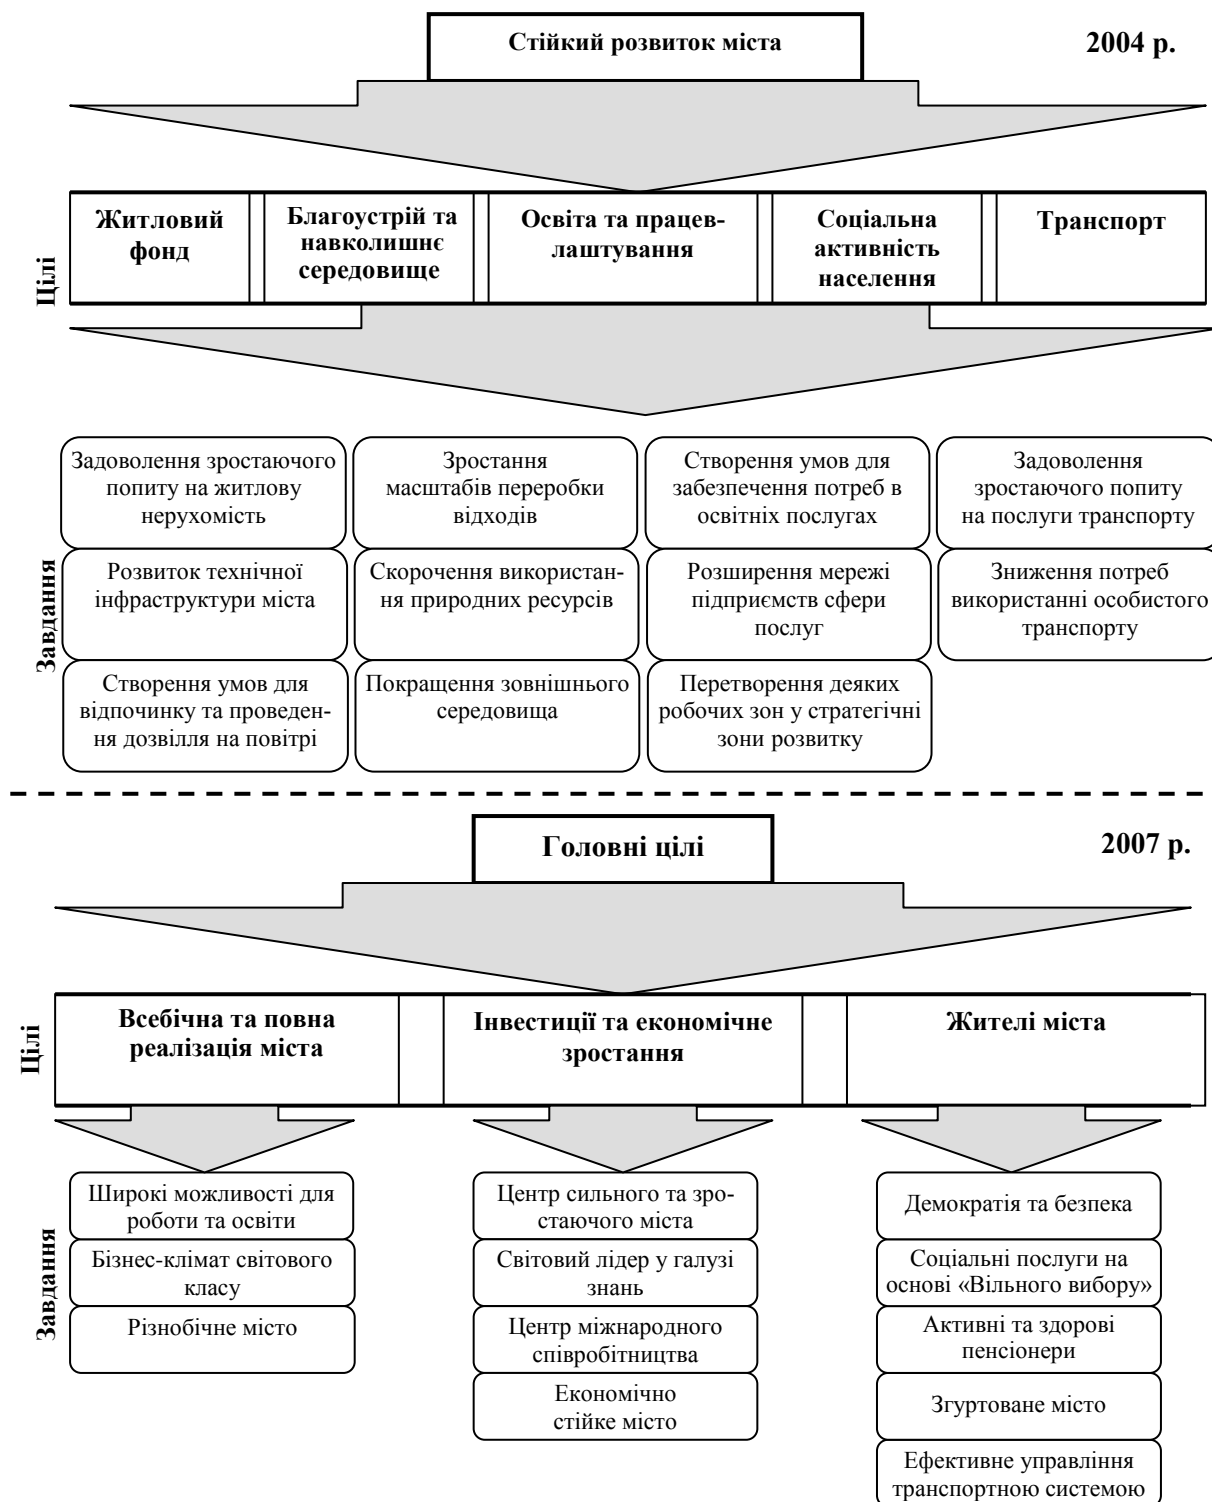 Стійкий розвиток міста
2004 р.
Цілі
Житловий
фонд
Благоустрій та
навколишнє
середовище
Освіта та працев-
лаштування
Соціальна
активність
населення
Транспорт
Завдання
Задоволення зростаючого
попиту на житлову
нерухомість
Зростання
масштабів переробки
відходів
Створення умов для
забезпечення потреб в
освітніх послугах
Задоволення
зростаючого попиту
на послуги транспорту
Розвиток технічної
інфраструктури міста
Скорочення використан-
ня природних ресурсів
Розширення мережі
підприємств сфери
послуг
Зниження потреб
використанні особистого
транспорту
Створення умов для
відпочинку та проведен-
ня дозвілля на повітрі
Покращення зовнішнього
середовища
Перетворення деяких
робочих зон у стратегічні
зони розвитку
Головні цілі
2007 р.
Цілі
Всебічна та повна
реалізація міста
Інвестиції та економічне
зростання
Жителі міста
Завдання
Широкі можливості для
роботи та освіти
Бізнес-клімат світового
класу
Різнобічне місто
Центр сильного та зро-
стаючого міста
Світовий лідер у галузі
знань
Центр міжнародного
співробітництва
Економічно
стійке місто
Демократія та безпека
Соціальні послуги на
основі «Вільного вибору»
Активні та здорові
пенсіонери
Згуртоване місто
Ефективне управління
транспортною системою